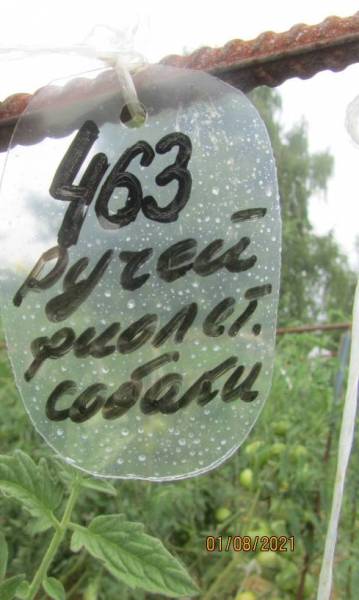 463
Ручей
фиолет.
собаки
01/08/2021